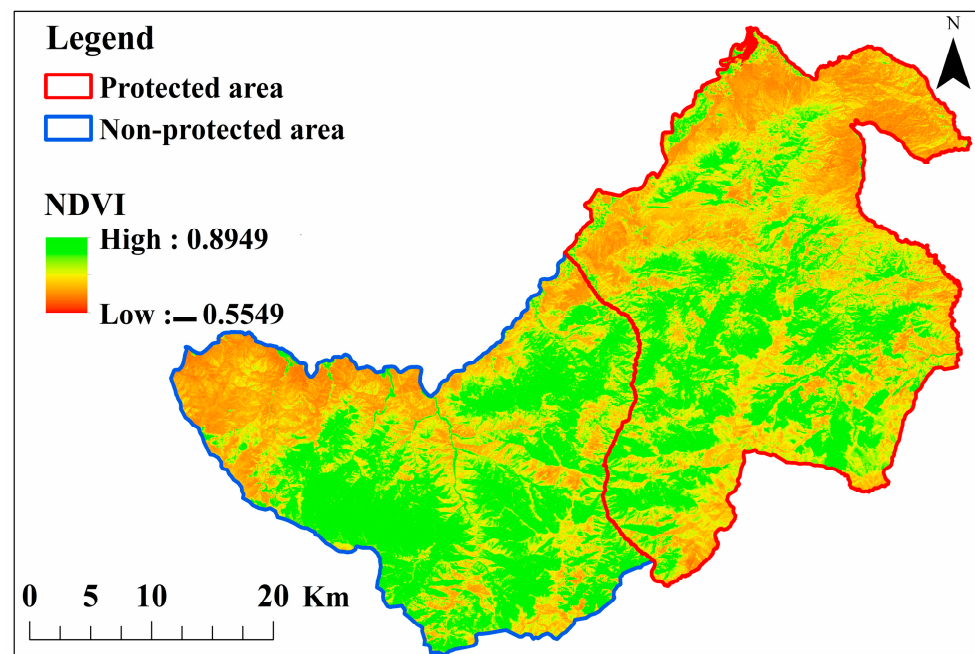 Legend
N
Protected area
Non-protected area
NDVI
High : 0.8949
Low :— 0.5549
0 5 10 20 Km